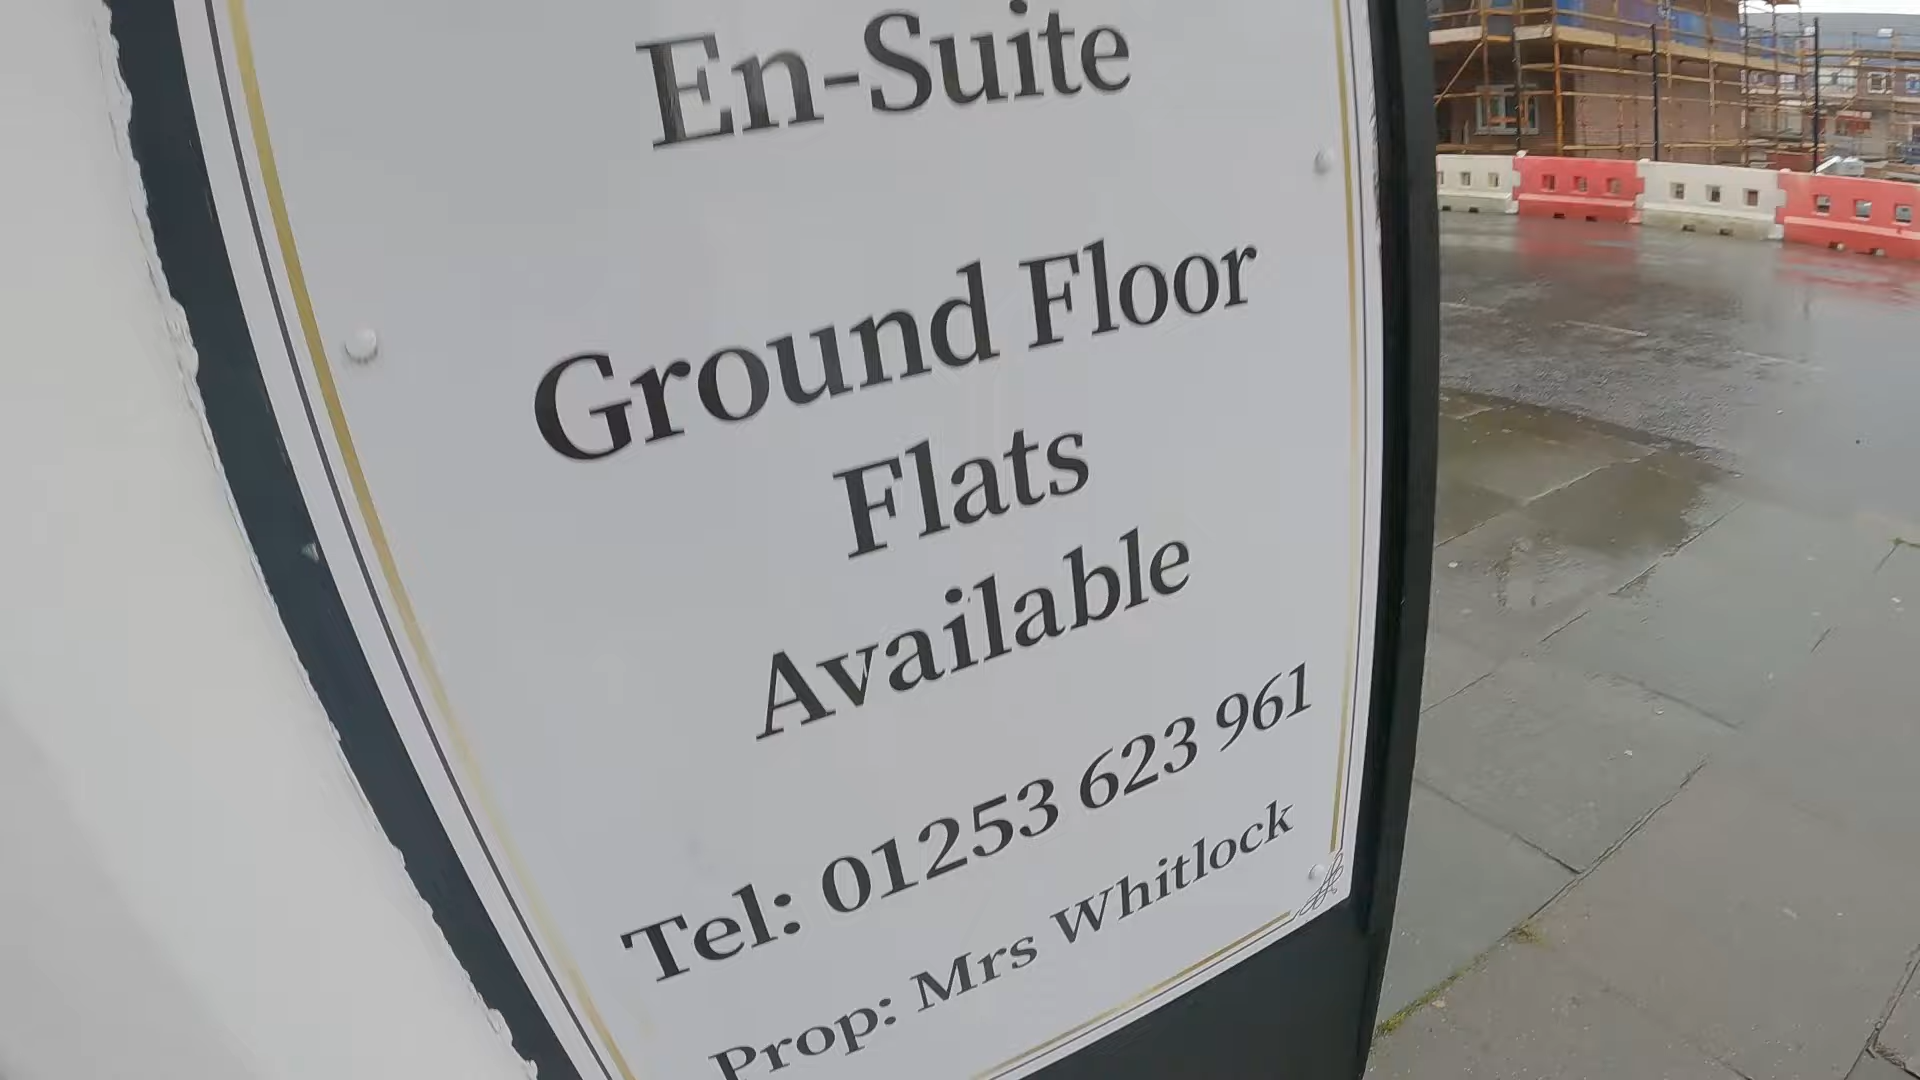 En-Suite
Ground Floor
Flats
Available
Tel: 01253 623 961
Prop: Mrs Whitlock